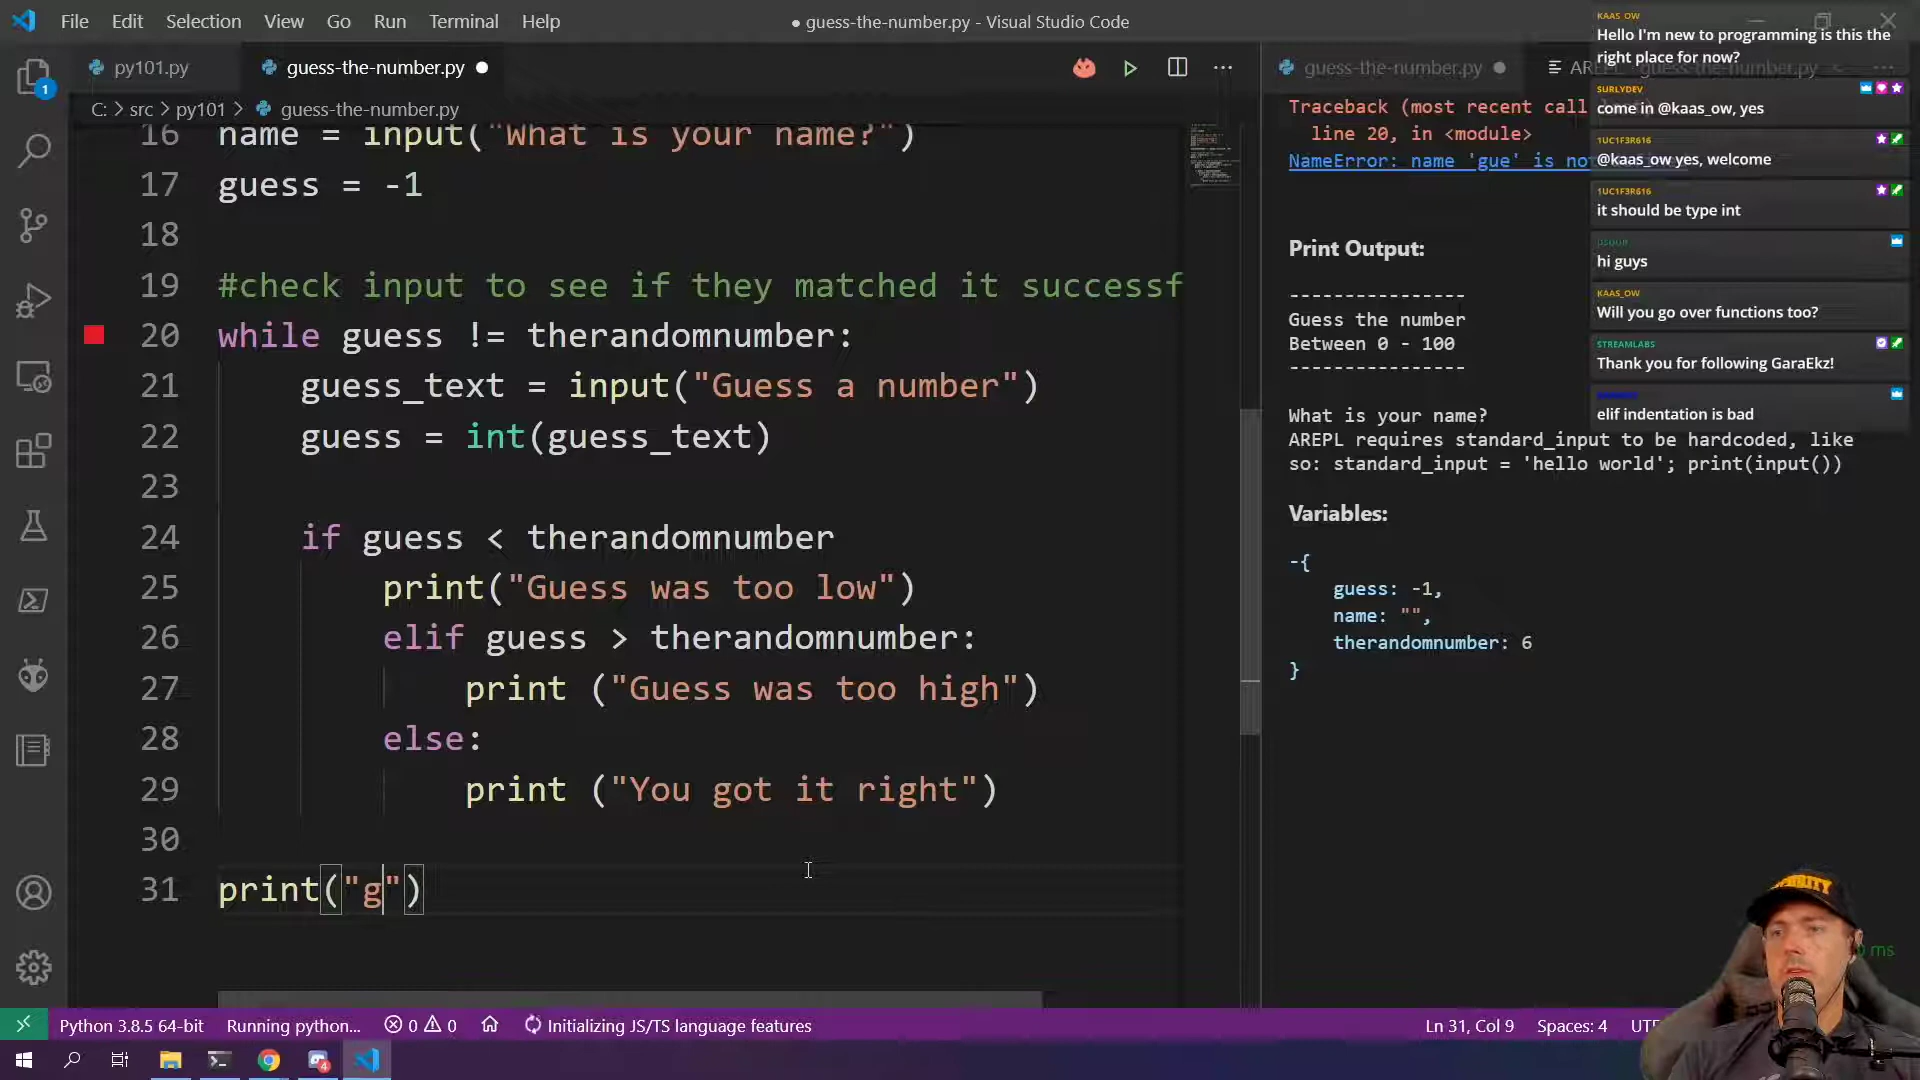 File Edit Selection View Go Run Terminal Help
● guess-the-number.py - Visual Studio Code
py101.py
guess-the-number.py ●
C: > src > py101 > guess-the-number.py
16 name = input("What is your name?")
17 guess = -1
18
19 #check input to see if they matched it successf
20 while guess != therandomnumber:
21 guess_text = input("Guess a number")
22 guess = int(guess_text)
23
24 if guess < therandomnumber
25 print("Guess was too low")
26 elif guess > therandomnumber:
27 print ("Guess was too high")
28 else:
29 print ("You got it right")
30
31 print("g")
guess-the-number.py ●
guess-the-number.py
Traceback (most recent call
line 20, in <module>
NameError: name 'gue' is not
Print Output:
----------------
Guess the number
Between 0 - 100
----------------
What is your name?
AREPL requires standard_input to be hardcoded, like
so: standard_input = 'hello world'; print(input())
Variables:
-{
guess: -1,
name: "",
therandomnumber: 6
}
KAAS_OW
Hello I'm new to programming is this the
right place for now?
SURLYDEV
come in @kaas_ow, yes
1UC1F3R616
@kaas_ow yes, welcome
1UC1F3R616
it should be type int
hi guys
KAAS_OW
Will you go over functions too?
STREAMLABS
Thank you for following GaraEkz!
elif indentation is bad
SECURITY
0 ms
1
Python 3.8.5 64-bit Running python... 0 0 Initializing JS/TS language features
Ln 31, Col 9 Spaces: 4 UTF
4